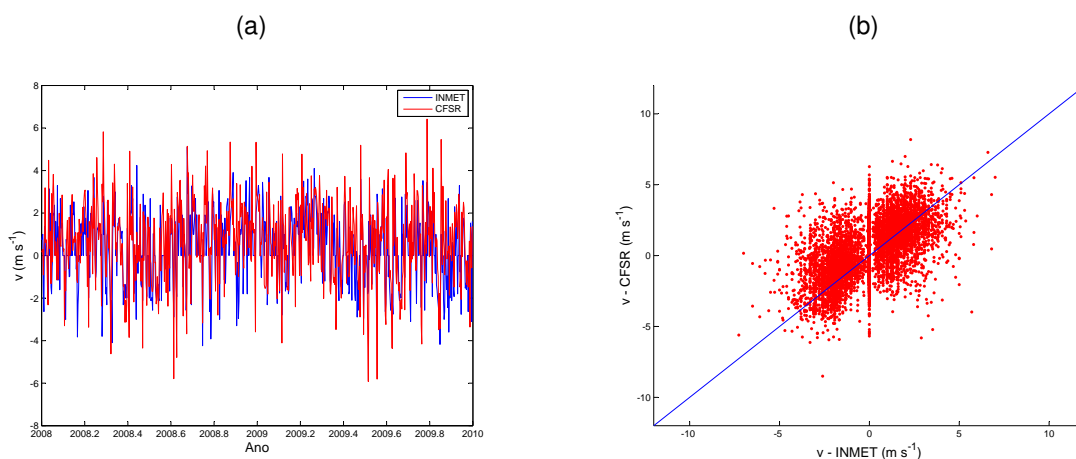 (a)
(b)
8
6
4
2
0
-2
-4
-6
-8
v (m s⁻¹)
INMET
CFSR
2008 2008.2 2008.4 2008.6 2008.8 2009 2009.2 2009.4 2009.6 2009.8 2010
Ano
10
5
0
-5
-10
v - CFSR (m s⁻¹)
-10 -5 0 5 10
v - INMET (m s⁻¹)